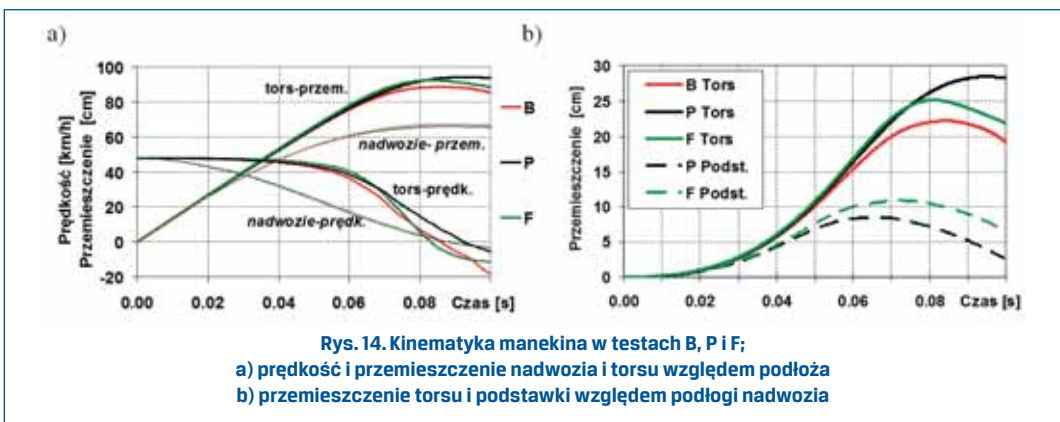 a)
Prędkość [km/h]
Przemieszczenie [cm]
100
80
60
40
20
0
-20
tors-przem.
nadwozie- przem.
tors-prędk.
nadwozie-prędk.
0.00 0.02 0.04 0.06 0.08 Czas [s]
B
P
F
b)
Przemieszczenie [cm]
30
25
20
15
10
5
0
B Tors
P Tors
F Tors
P Podst.
F Podst.
0.00 0.02 0.04 0.06 0.08 Czas [s]
Rys. 14. Kinematyka manekina w testach B, P i F;
a) prędkość i przemieszczenie nadwozia i torsu względem podłoża
b) przemieszczenie torsu i podstawki względem podłogi nadwozia